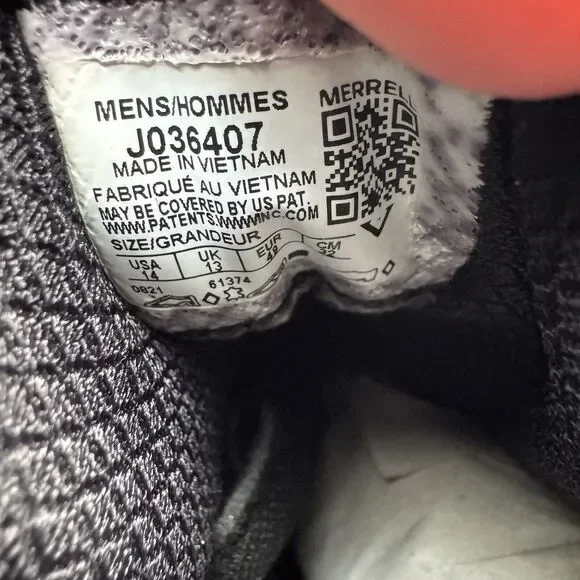 MENS/HOMMES
MERRELL
J036407
MADE IN VIETNAM
FABRIQUÉ AU VIETNAM
MAY BE COVERED BY US PAT.
WWW.PATENTS.WWWINC.COM
SIZE/GRANDEUR
USA UK EUR CM
14 13 49 32
0821 61374